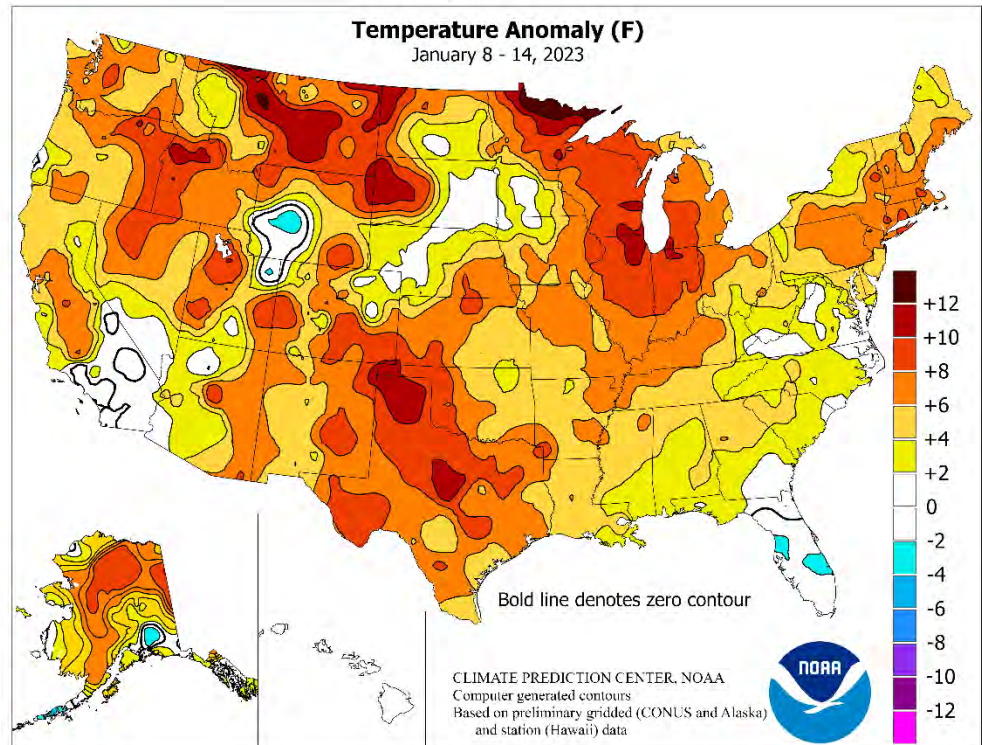 Temperature Anomaly (F)
January 8 - 14, 2023
+12
+10
+8
+6
+4
+2
0
-2
-4
-6
-8
-10
-12
Bold line denotes zero contour
NOAA
CLIMATE PREDICTION CENTER, NOAA
Computer generated contours
Based on preliminary gridded (CONUS and Alaska)
and station (Hawaii) data